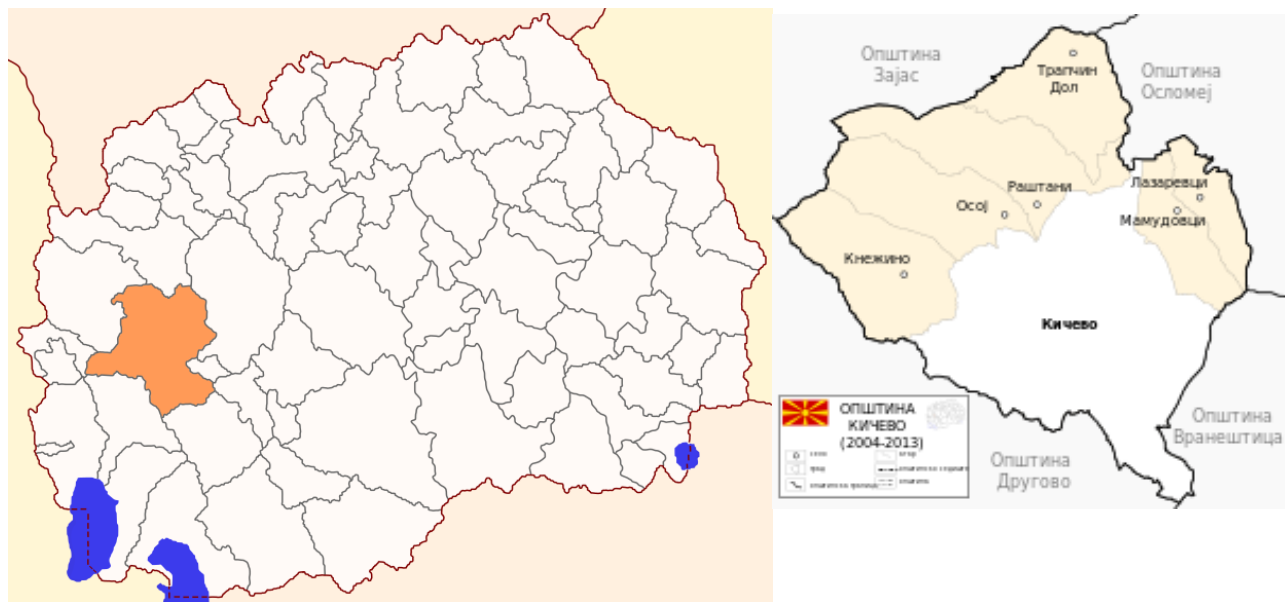 Општина
Зајас
Трапчин
Дол
Општина
Осломеј
Раштани
Осој
Лазаревци
Мамудовци
Кнежино
Кичево
ОПШТИНА
КИЧЕВО
(2004-2013)
Општина
Вранештица
Општина
Другово